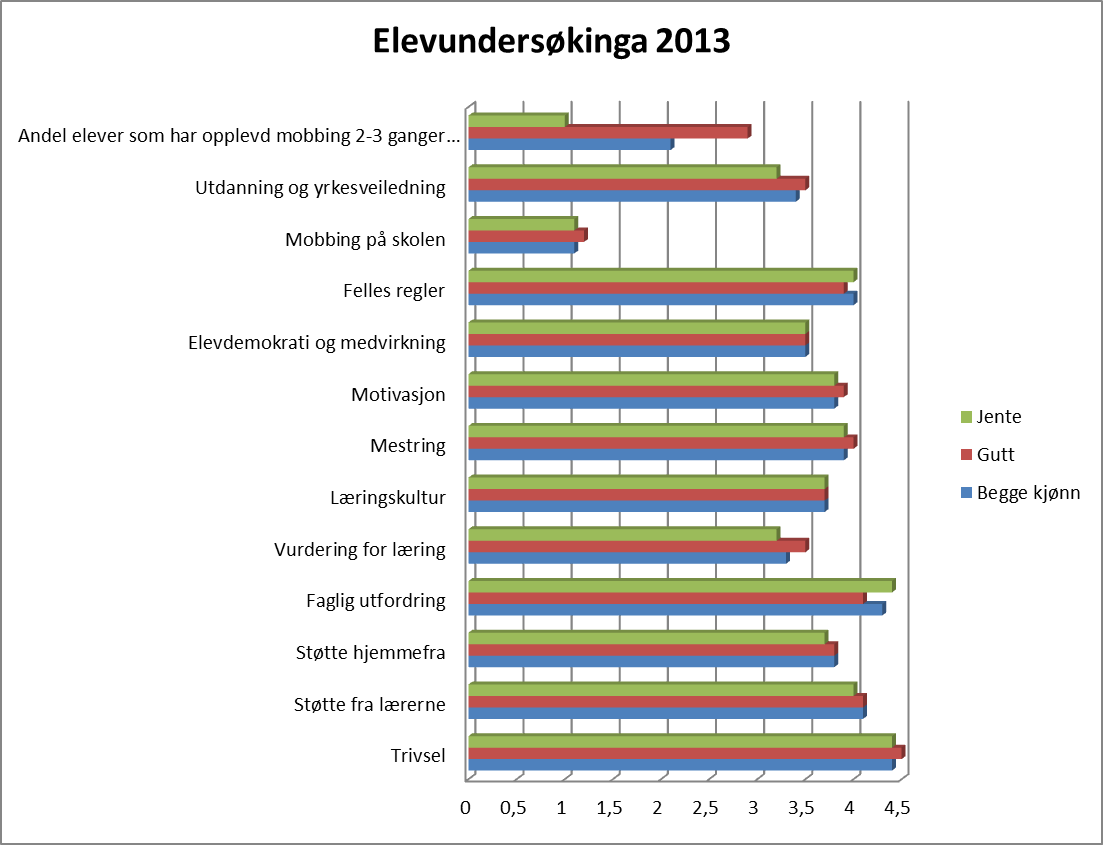 Elevundersøkinga 2013
Andel elever som har opplevd mobbing 2-3 ganger...
Utdanning og yrkesveiledning
Mobbing på skolen
Felles regler
Elevdemokrati og medvirkning
Motivasjon
Mestring
Læringskultur
Vurdering for læring
Faglig utfordring
Støtte hjemmefra
Støtte fra lærerne
Trivsel
Jente
Gutt
Begge kjønn
0 0,5 1 1,5 2 2,5 3 3,5 4 4,5